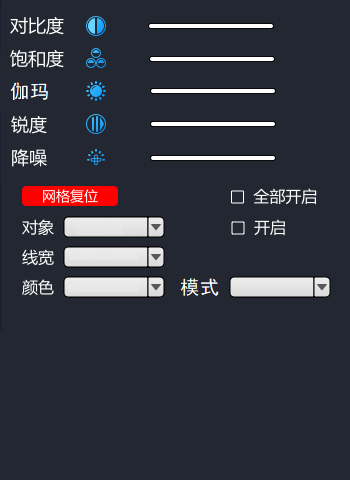 对比度
饱和度
伽玛
锐度
降噪
网格复位 全部开启
对象 开启
线宽
颜色 模式